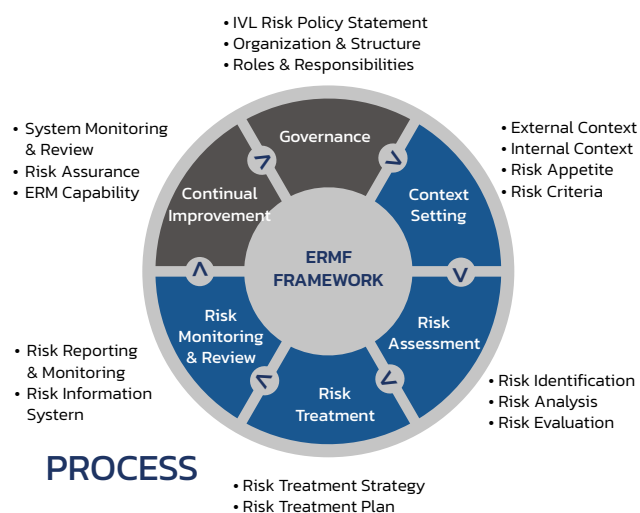 • IVL Risk Policy Statement
• Organization & Structure
• Roles & Responsibilities
• System Monitoring
& Review
• Risk Assurance
• ERM Capability
Governance
• External Context
• Internal Context
• Risk Appetite
• Risk Criteria
Continual
Improvement
Context
Setting
ERMF
FRAMEWORK
Risk
Monitoring
& Review
Risk
Assessment
• Risk Reporting
& Monitoring
• Risk Information
System
Risk
Treatment
• Risk Identification
• Risk Analysis
• Risk Evaluation
PROCESS
• Risk Treatment Strategy
• Risk Treatment Plan